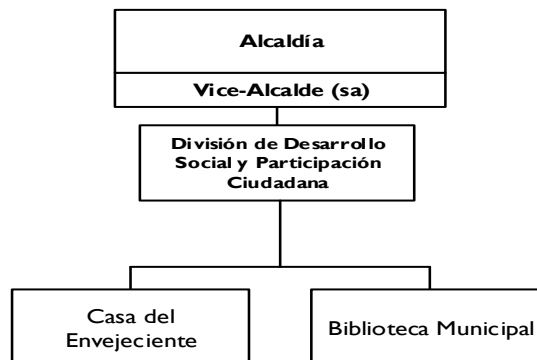 Alcaldía
Vice-Alcalde (sa)
División de Desarrollo
Social y Participación
Ciudadana
Casa del
Envejeciente
Biblioteca Municipal